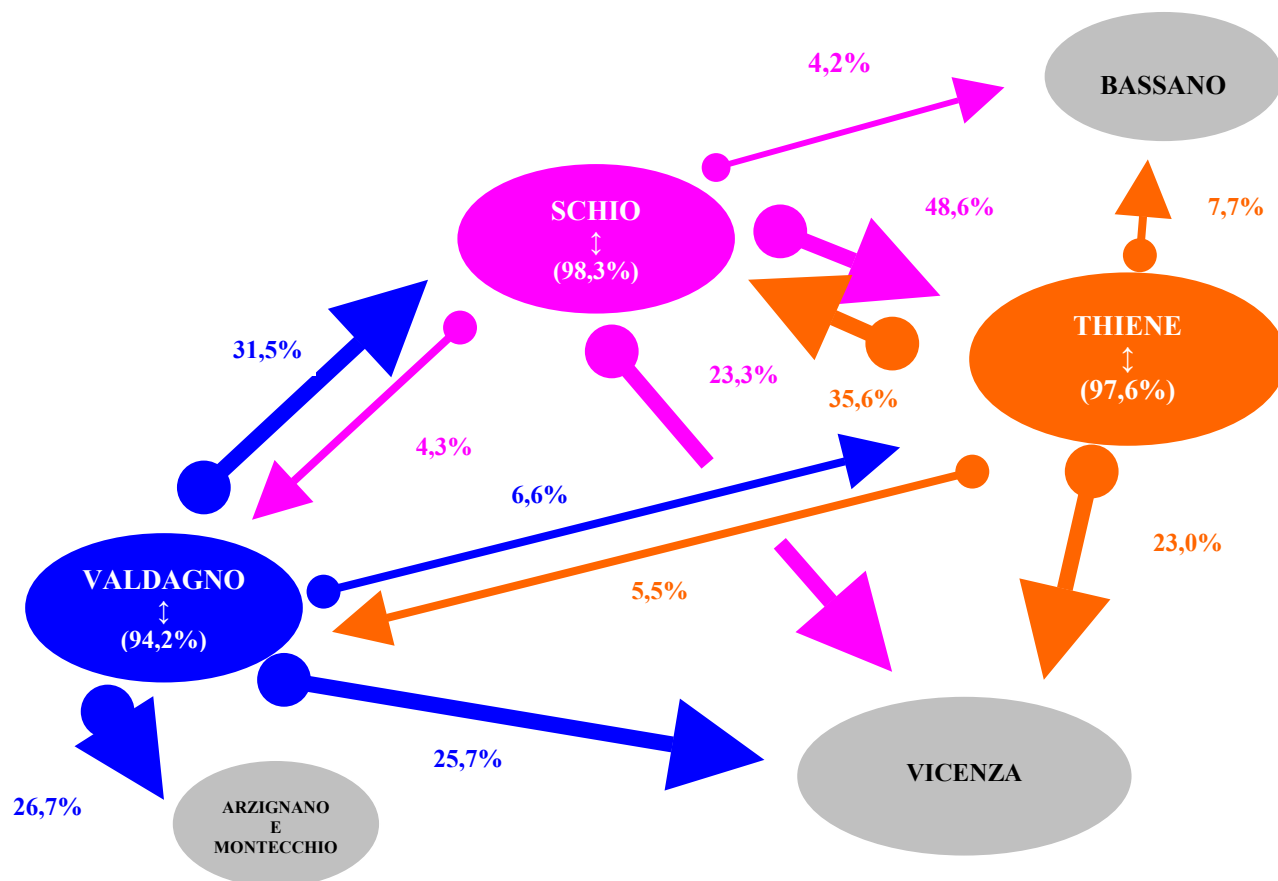 4,2%
BASSANO
SCHIO
↕
(98,3%)
48,6%
7,7%
THIENE
↕
(97,6%)
31,5%
23,3%
35,6%
4,3%
6,6%
23,0%
VALDAGNO
↕
(94,2%)
5,5%
25,7%
VICENZA
26,7%
ARZIGNANO
E
MONTECCHIO